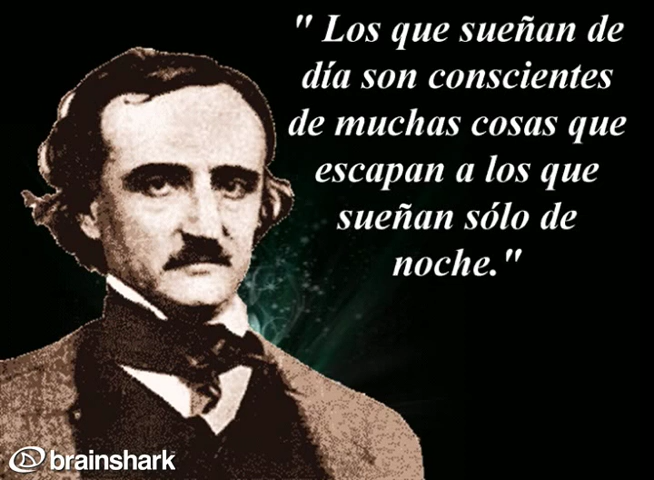 " Los que sueñan de
día son conscientes
de muchas cosas que
escapan a los que
sueñan sólo de
noche."
brainshark